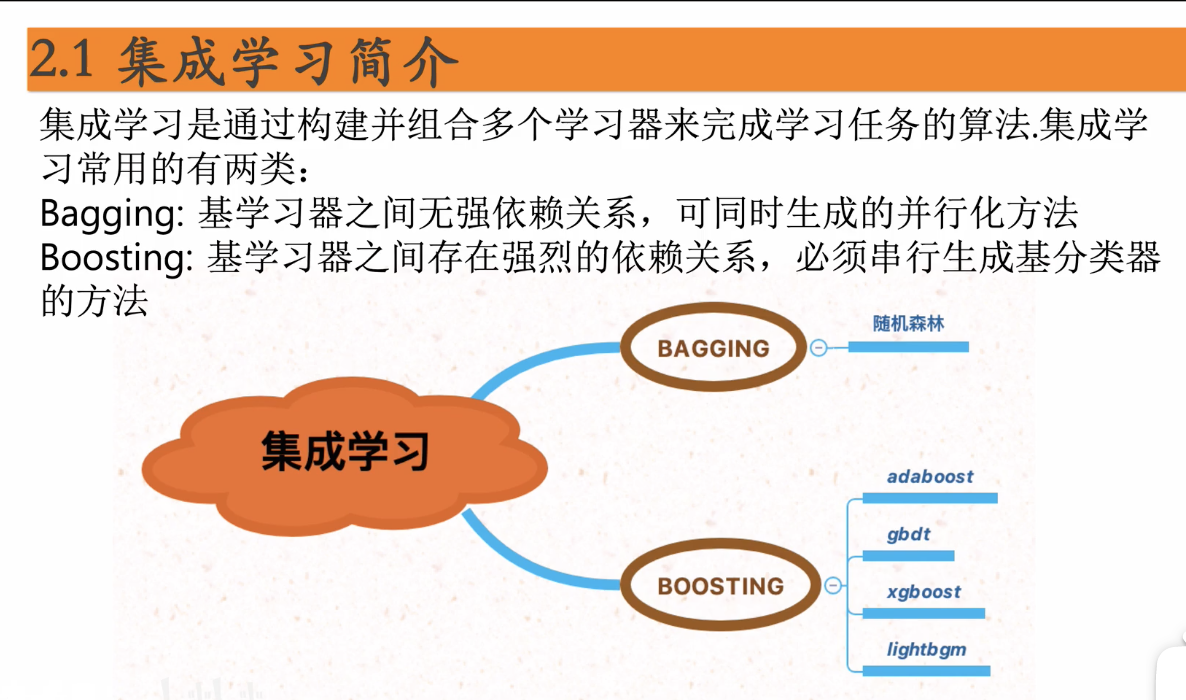 2.1 集成学习简介
集成学习是通过构建并组合多个学习器来完成学习任务的算法.集成学
习常用的有两类：
Bagging: 基学习器之间无强依赖关系，可同时生成的并行化方法
Boosting: 基学习器之间存在强烈的依赖关系，必须串行生成基分类器
的方法
随机森林
BAGGING
集成学习
adaboost
gbdt
BOOSTING
xgboost
lightbgm